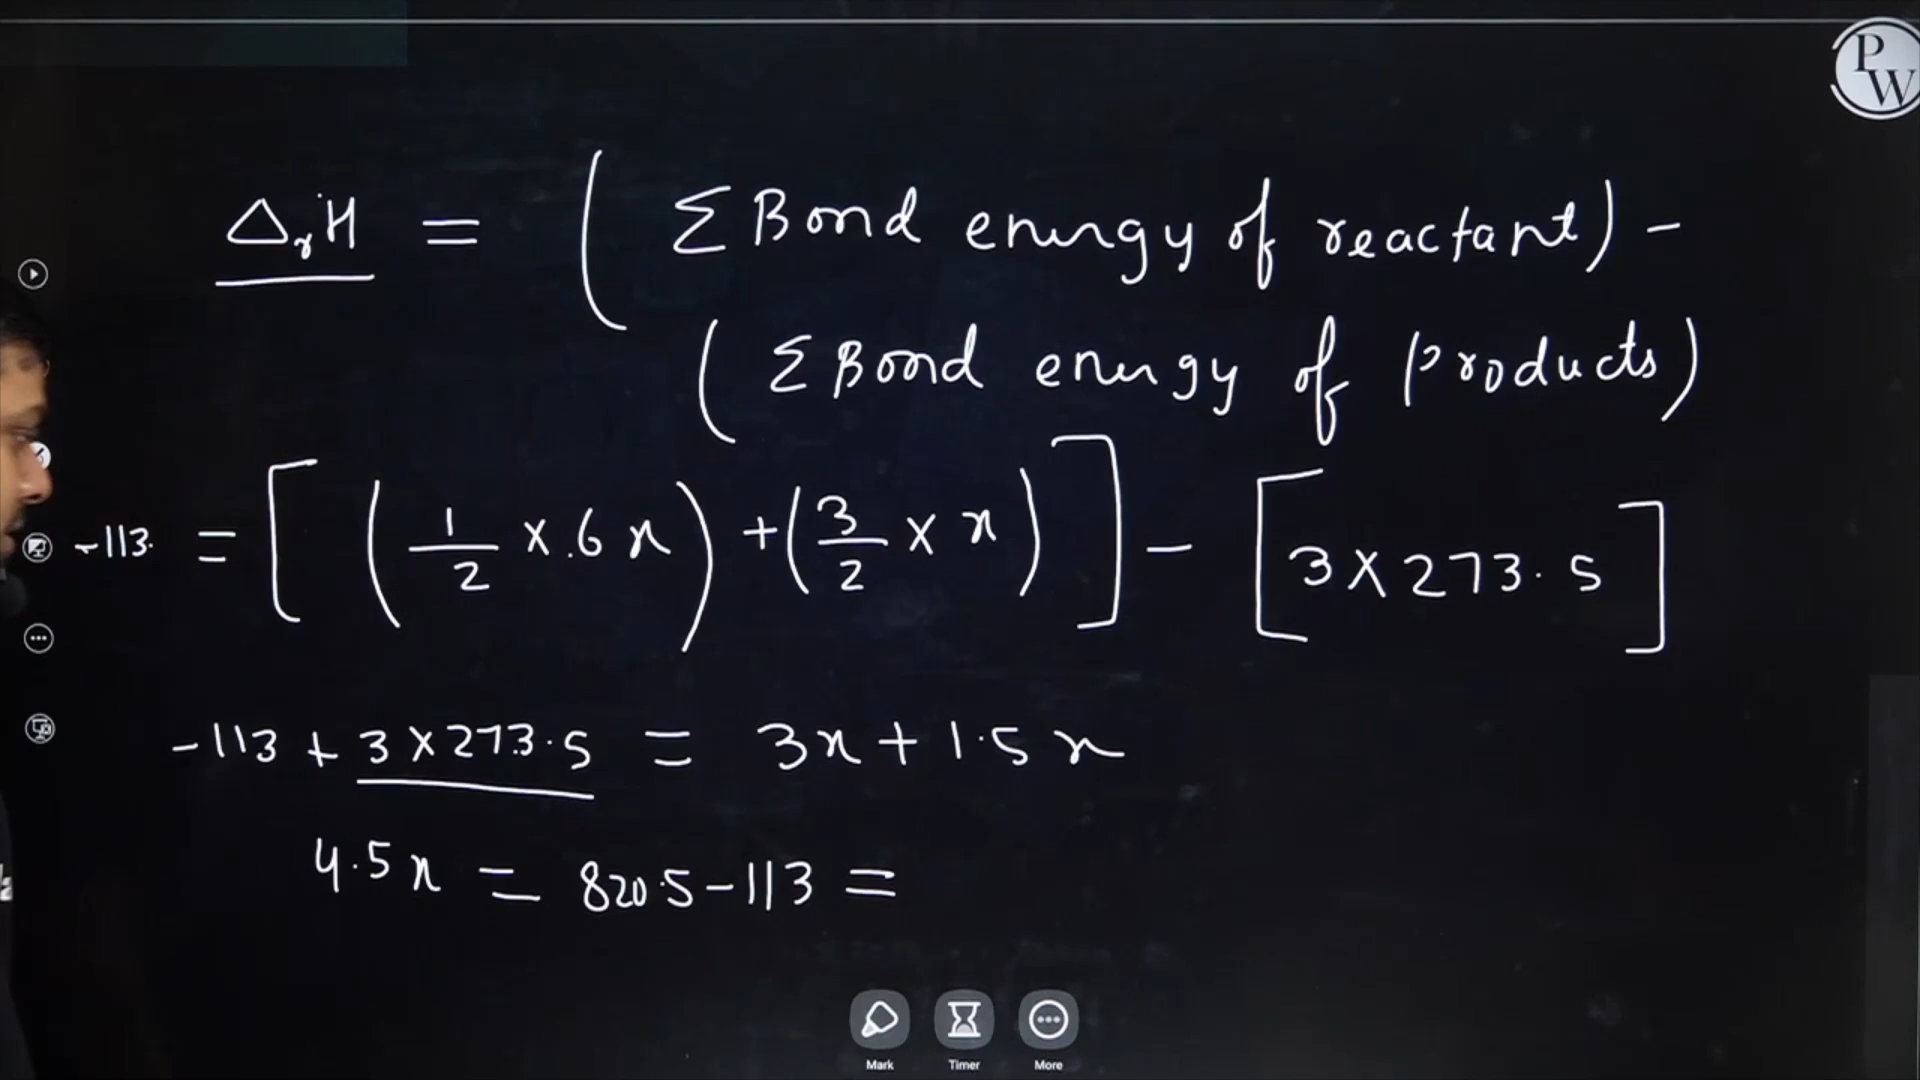 PW
ΔᵣH = (Σ Bond energy of reactant) -
(Σ Bond energy of products)
-113 = [(1/2 × 6x) + (3/2 × x)] - [3 × 273.5]
-113 + 3 × 273.5 = 3x + 1.5x
4.5x = 820.5 - 113 =
Mark Timer More